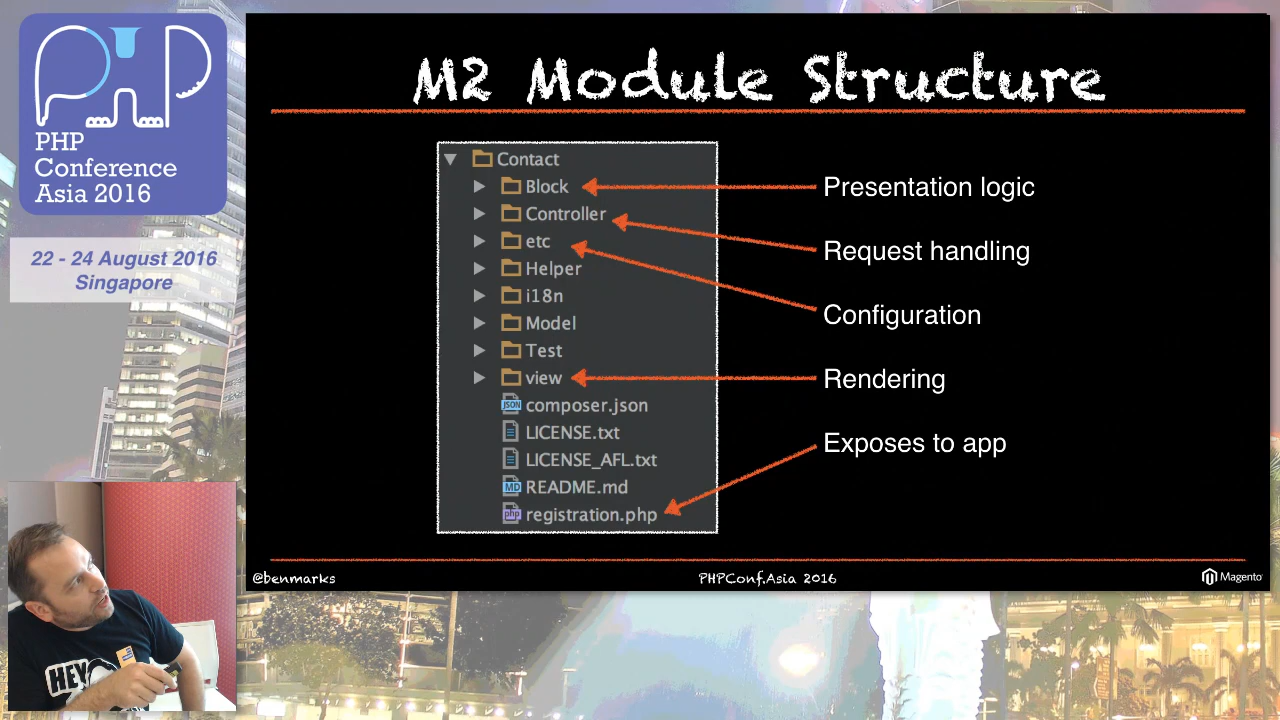 PHP
Conference
Asia 2016
22 - 24 August 2016
Singapore
M2 Module Structure
Contact
Block
Controller
etc
Helper
i18n
Model
Test
view
composer.json
LICENSE.txt
LICENSE_AFL.txt
README.md
registration.php
Presentation logic
Request handling
Configuration
Rendering
Exposes to app
HEY
@benmarks
PHPConf.Asia 2016
Magento